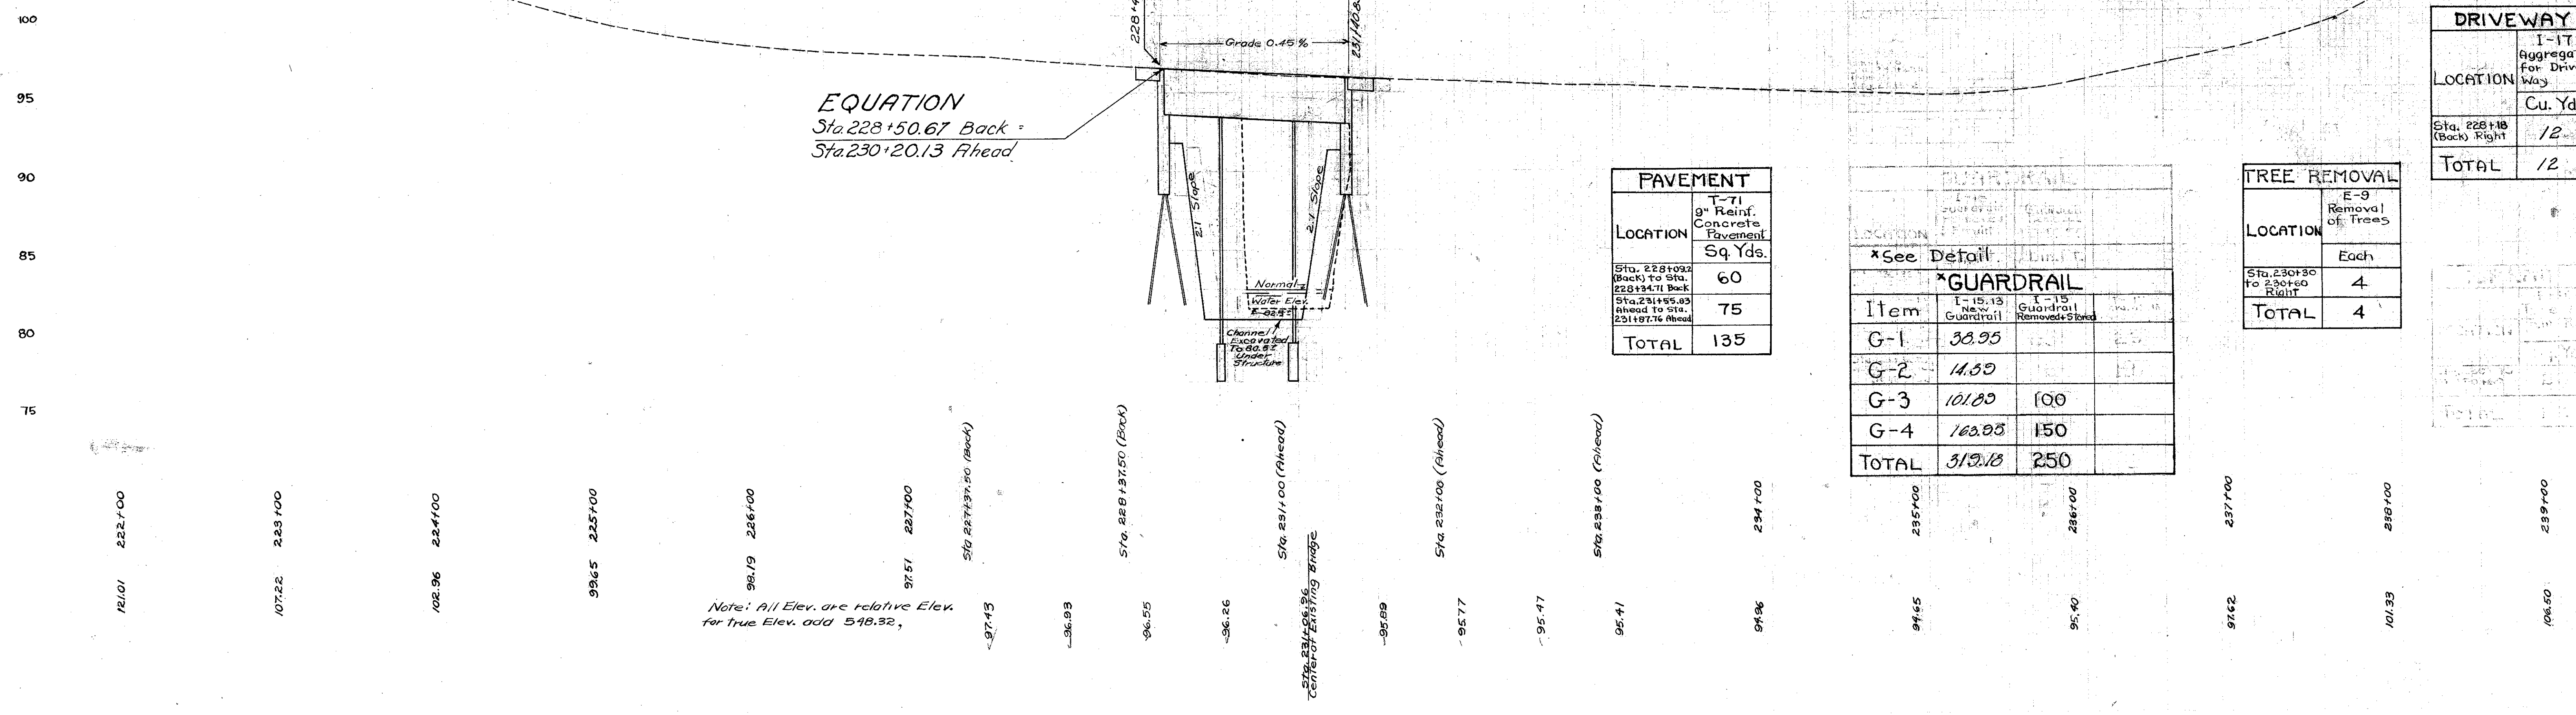 100
95
90
85
80
75
Grade 0.45%
EQUATION
Sta. 228+50.67 Back =
Sta. 230+20.13 Ahead
2:1 Slope
2:1 Slope
Normal
Water Elev.
Channel
Excavated
To 80.5±
Under
Structure
PAVEMENT
LOCATION
T-71
9" Reinf.
Concrete
Pavement
Sq. Yds.
Sta. 228+09.2
(Back) to Sta.
228+34.71 Back
60
Sta. 231+55.83
Ahead to Sta.
231+87.76 Ahead
75
TOTAL 135
*See Detail
*GUARDRAIL
Item
I-15.13
New
Guardrail
I-15
Guardrail
Removed+Stored
G-1 38.95
G-2 14.39
G-3 101.89 100
G-4 163.95 150
TOTAL 319.18 250
TREE REMOVAL
LOCATION
E-9
Removal
of Trees
Each
Sta. 230+30
to 230+60
Right
4
TOTAL 4
DRIVEWAY
LOCATION
I-17
Way
Sta. 228+18
(Back) Right
12
TOTAL 12
222+00
223+00
224+00
225+00
226+00
227+00
Sta 227+37.50 (Back)
Sta. 228+37.50 (Back)
Sta. 231+00 (Ahead)
Sta. 232+00 (Ahead)
Sta. 233+00 (Ahead)
234+00
235+00
236+00
237+00
238+00
239+00
121.01
107.22
102.96
99.65
98.19
97.51
97.43
96.93
96.55
96.26
Sta. 231+06.96
Center of Existing Bridge
95.89
95.77
95.47
95.41
94.96
94.65
95.40
97.62
101.33
106.50
Note: All Elev. are relative Elev.
for true Elev. add 548.32,